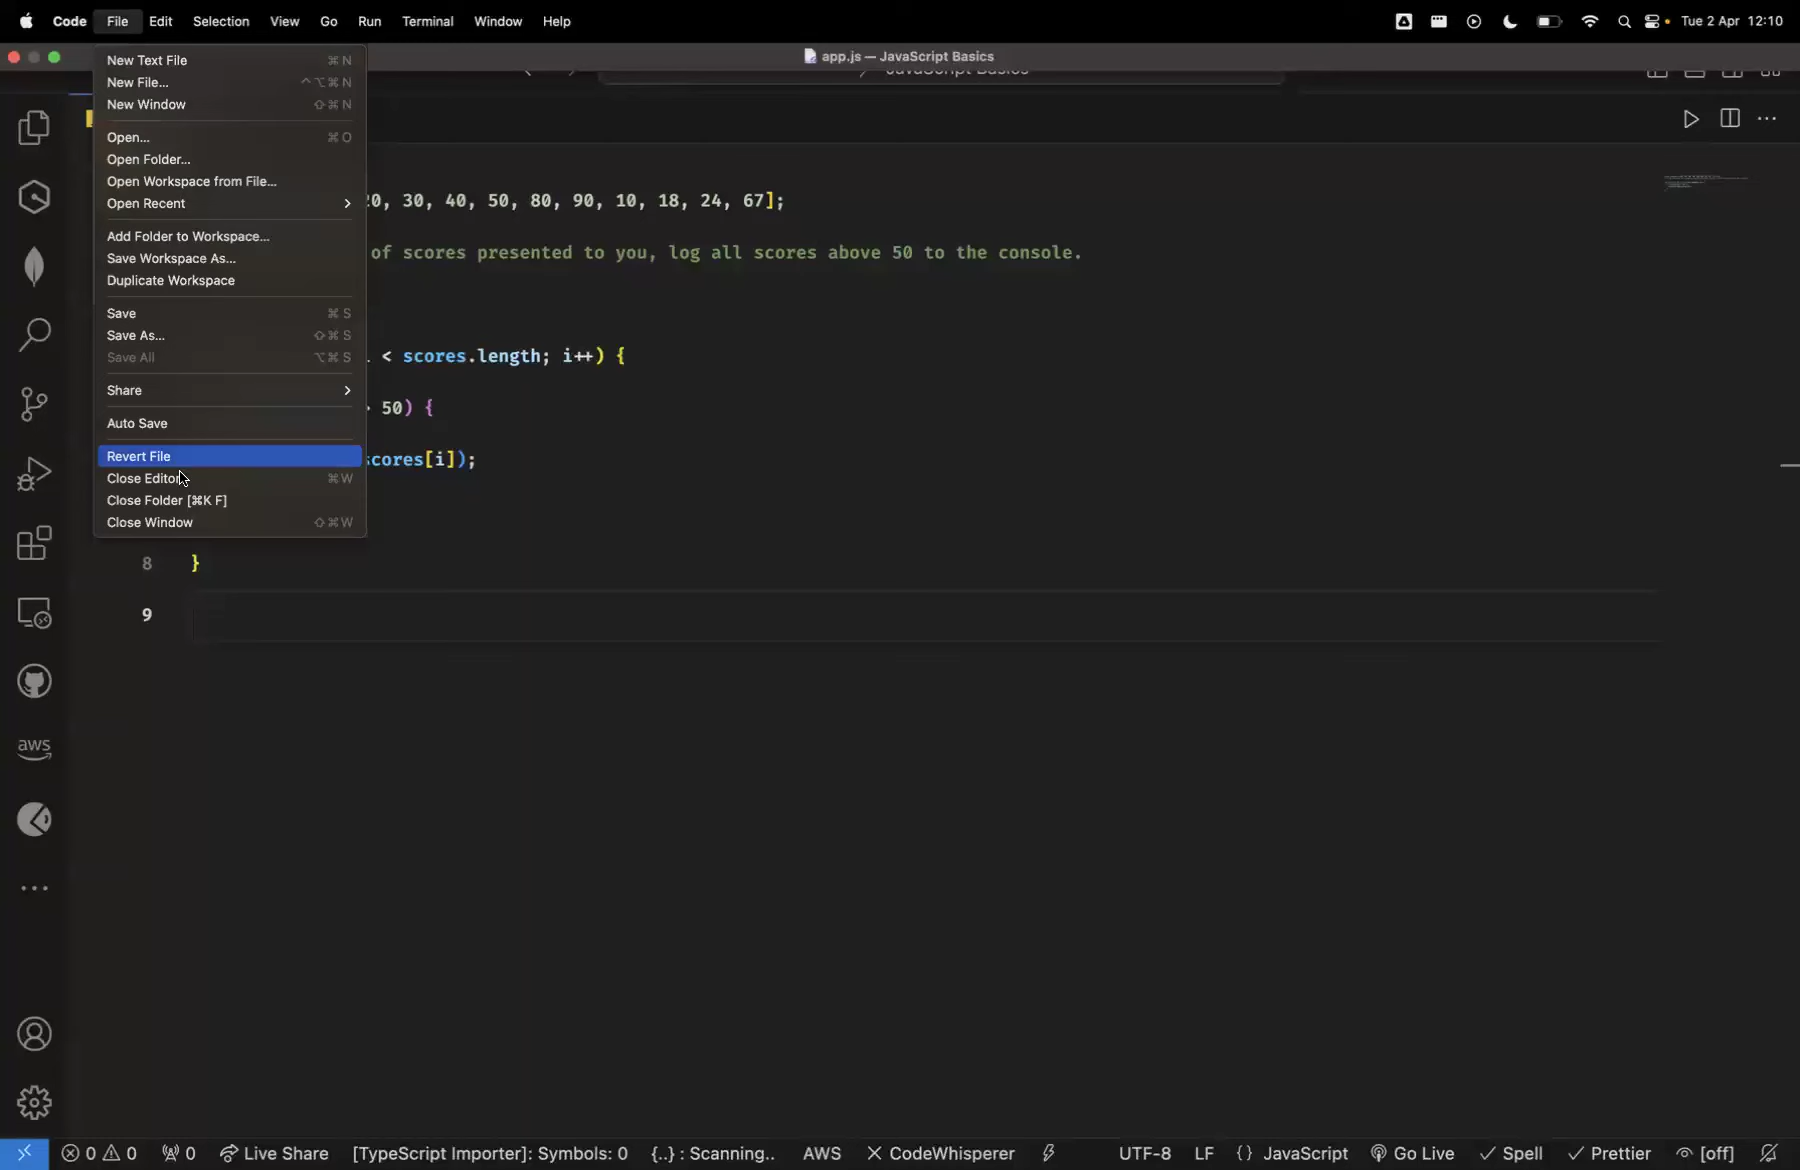 Code File Edit Selection View Go Run Terminal Window Help Tue 2 Apr 12:10
app.js — JavaScript Basics
JavaScript Basics
New Text File ⌘ N
New File... ^⌥⌘ N
New Window ⇧⌘ N
Open... ⌘ O
Open Folder...
Open Workspace from File...
Open Recent
Add Folder to Workspace...
Save Workspace As...
Duplicate Workspace
Save ⌘ S
Save As... ⇧⌘ S
Save All ⌥⌘ S
Share
Auto Save
Revert File
Close Editor ⌘ W
Close Folder [⌘K F]
Close Window ⇧⌘ W
30, 40, 50, 80, 90, 10, 18, 24, 67];
of scores presented to you, log all scores above 50 to the console.
< scores.length; i++) {
50) {
scores[i]);
8 }
9
aws
0 0 0 Live Share [TypeScript Importer]: Symbols: 0 {..} : Scanning.. AWS CodeWhisperer UTF-8 LF {} JavaScript Go Live Spell Prettier [off]